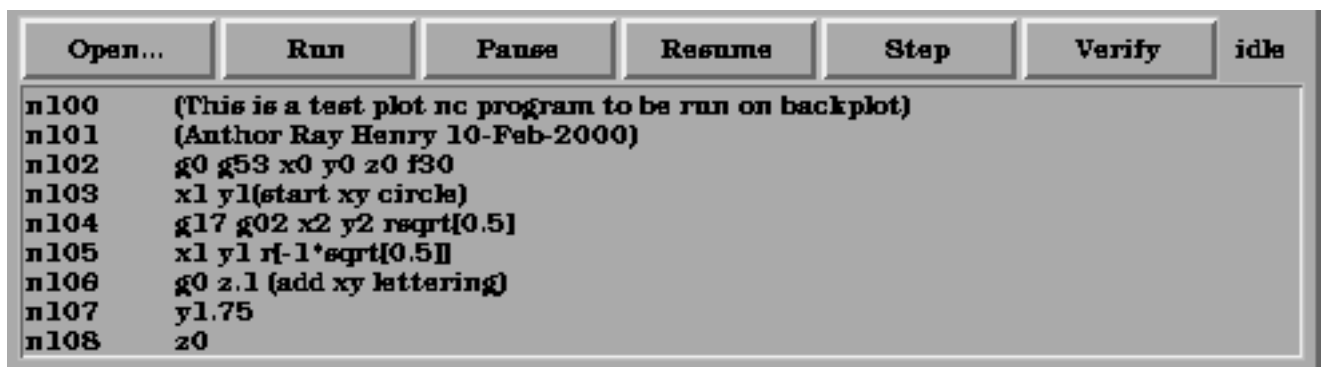 Open... Run Pause Resume Step Verify idle
n100 (This is a test plot nc program to be run on backplot)
n101 (Author Ray Henry 10-Feb-2000)
n102 g0 g53 x0 y0 z0 f30
n103 x1 y1(start xy circle)
n104 g17 g02 x2 y2 rsqrt[0.5]
n105 x1 y1 r[-1*sqrt[0.5]]
n106 g0 z.1 (add xy lettering)
n107 y1.75
n108 z0